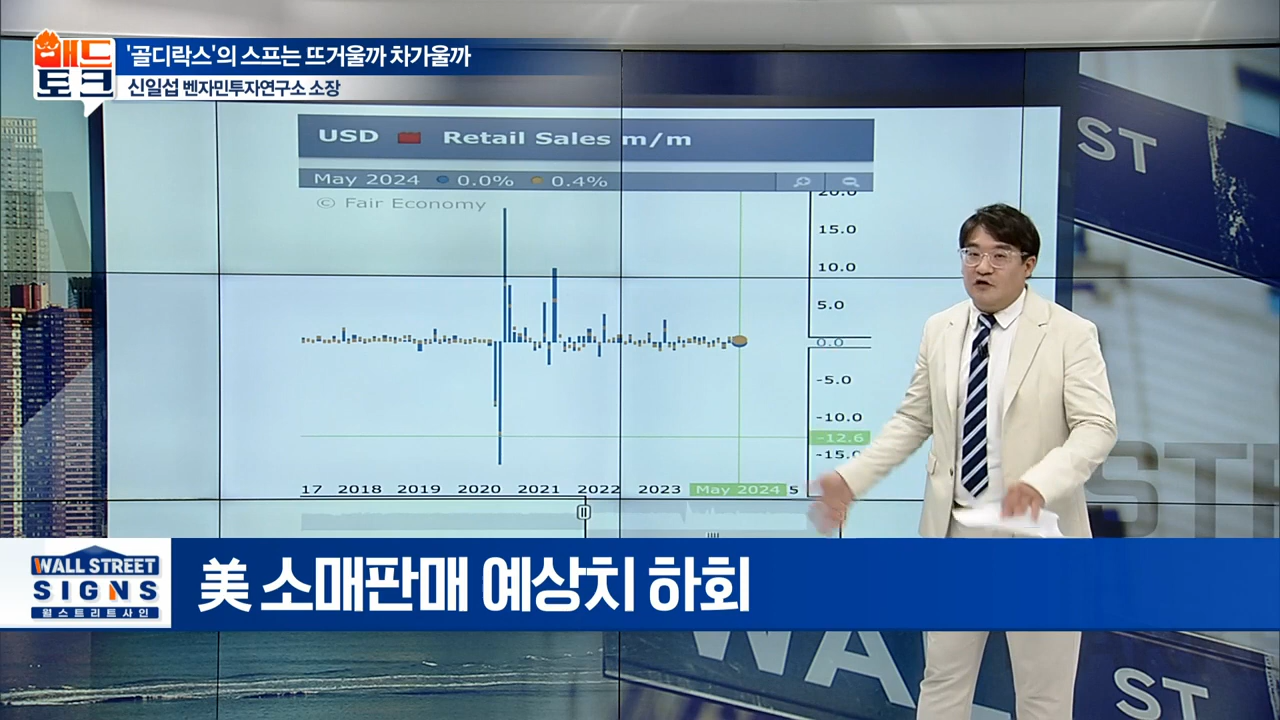 매드
토크
'골디락스'의 스프는 뜨거울까 차가울까
신일섭 벤자민투자연구소 소장
USD Retail Sales m/m
May 2024 0.0% 0.4%
© Fair Economy
20.0
15.0
10.0
5.0
0.0
-5.0
-10.0
-12.6
-15.0
17 2018 2019 2020 2021 2022 2023 May 2024 5
ST
WALL STREET
SIGNS
월스트리트사인
美 소매판매 예상치 하회
WAL
ST